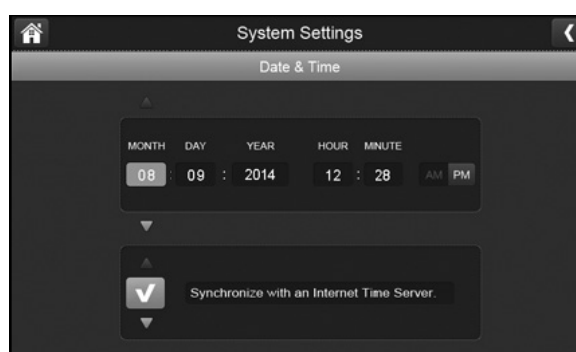 System Settings
Date & Time
MONTH DAY YEAR HOUR MINUTE
08 : 09 : 2014 12 : 28 AM PM
Synchronize with an Internet Time Server.